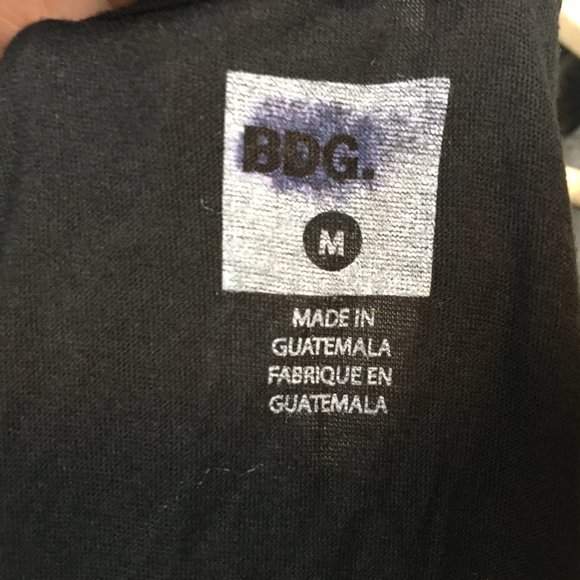 BDG.
M
MADE IN
GUATEMALA
FABRIQUE EN
GUATEMALA